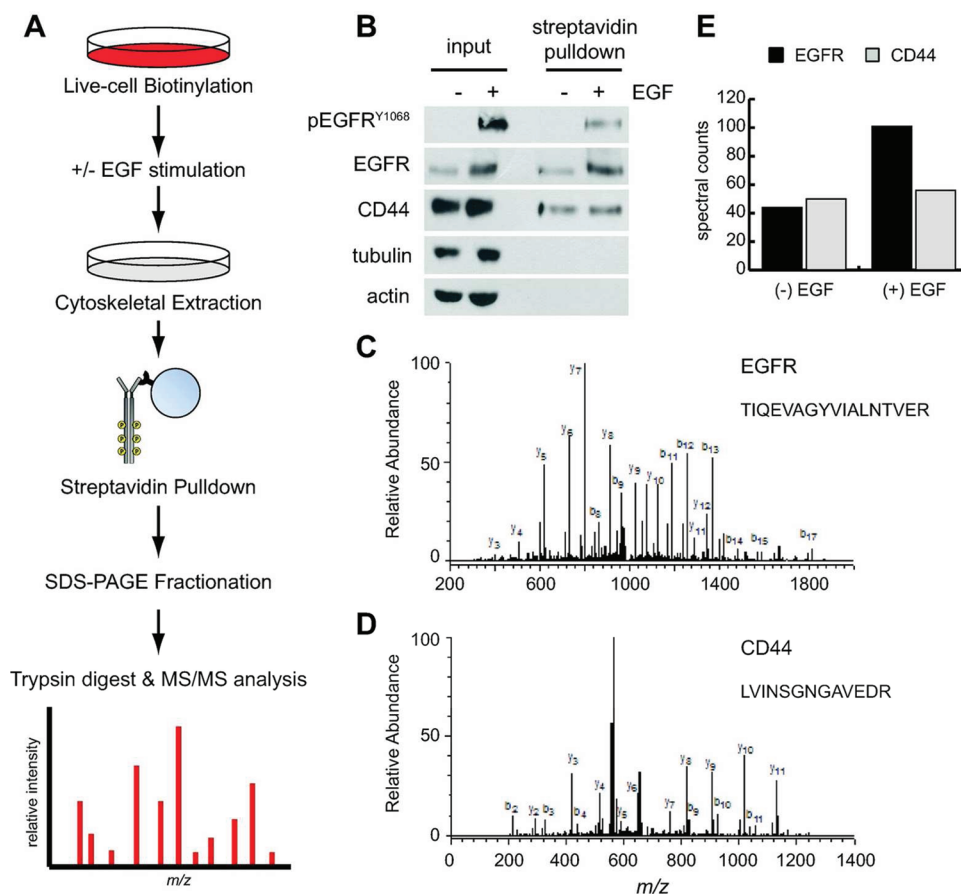 A
Live-cell Biotinylation
+/- EGF stimulation
Cytoskeletal Extraction
P
P
P
P
P
P
Streptavidin Pulldown
SDS-PAGE Fractionation
Trypsin digest & MS/MS analysis
relative intensity
m/z
B
input
streptavidin
pulldown
- + - + EGF
pEGFR^Y1068
EGFR
CD44
tubulin
actin
E
EGFR
CD44
spectral counts
120
100
80
60
40
20
0
(-) EGF
(+) EGF
C
EGFR
TIQEVAGYVIALNTVER
Relative Abundance
100
50
0
y3
y4
y5
y6
y7
b8
y8
b9
y9
y10
b11
b12
y11
y12
b13
b14
b15
b17
200 600 1000 1400 1800
D
CD44
LVINSGNGAVEDR
Relative Abundance
100
50
0
b2
y2
b3
y3
b4
y4
y5
y6
y7
y8
b9
y9
b10
y10
b11
y11
0 200 400 600 800 1000 1200 1400
m/z